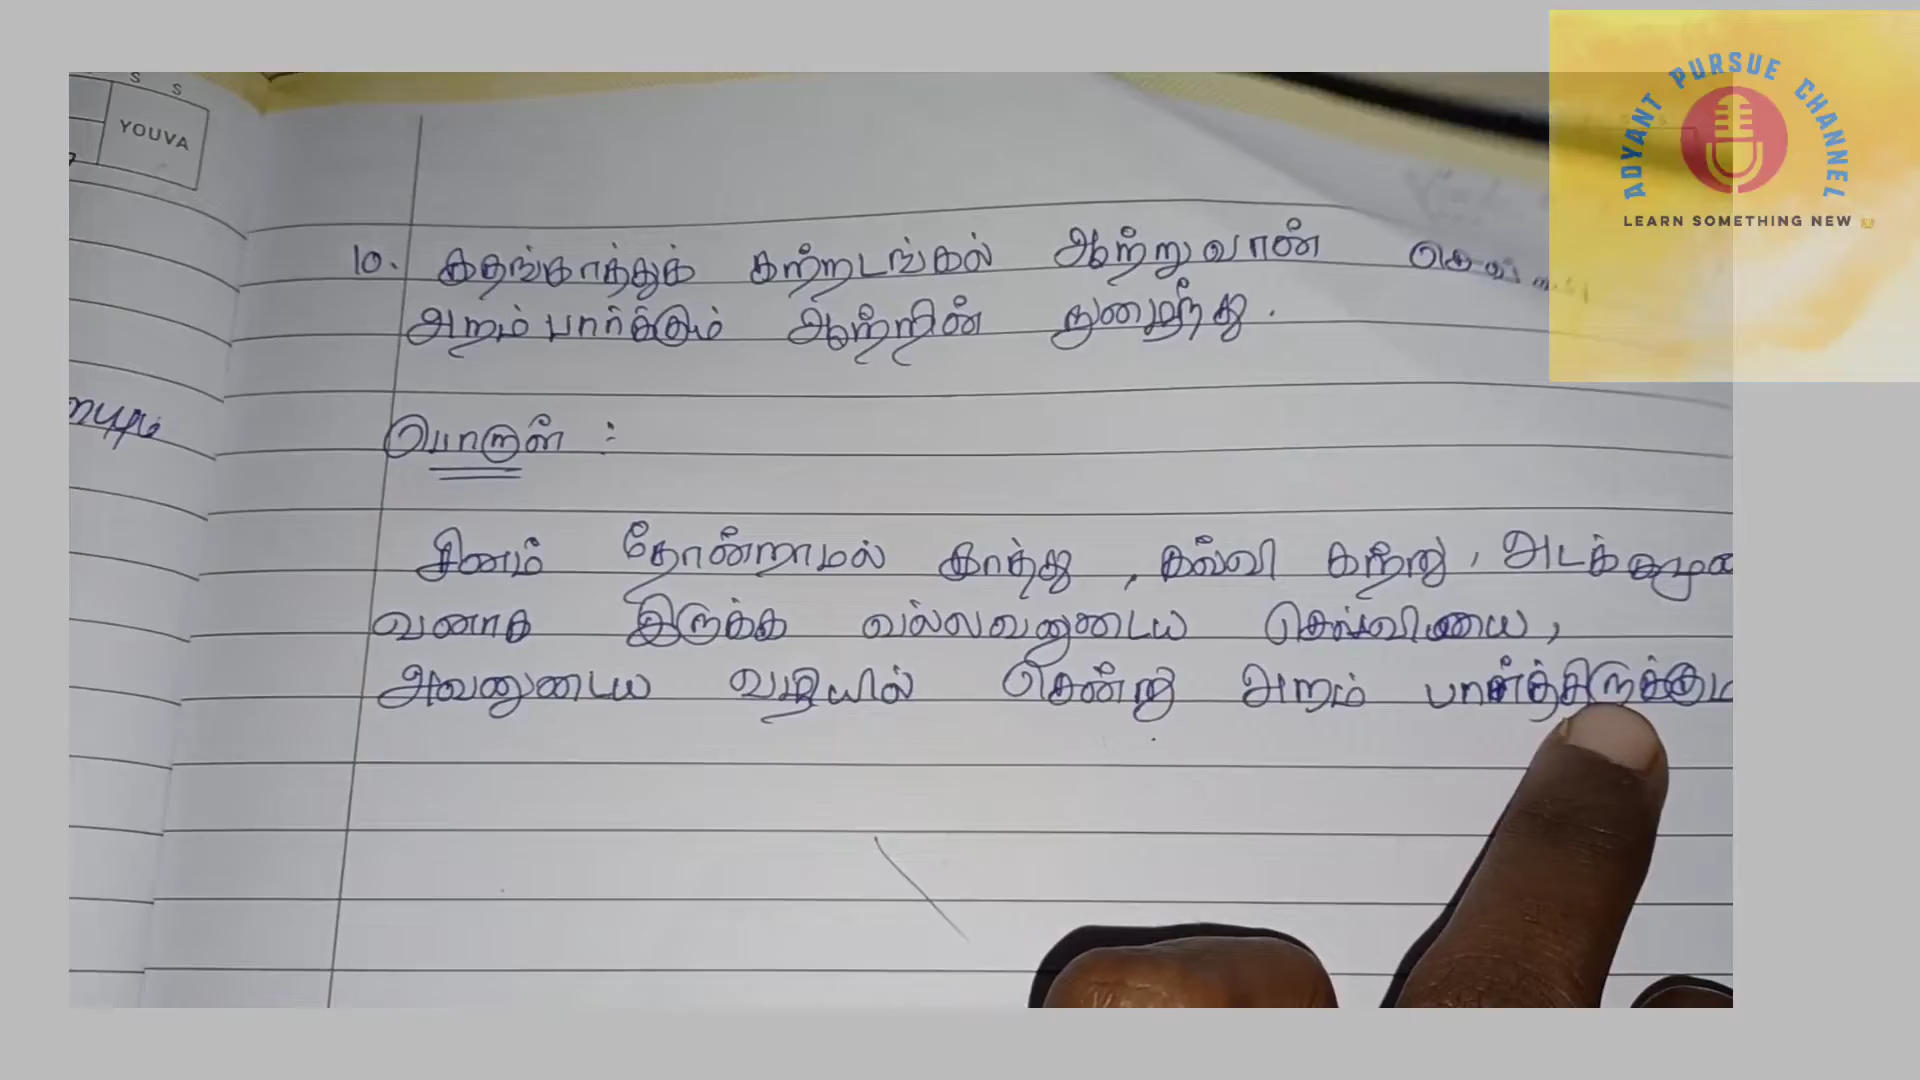 S S
YOUVA
ADYANT PURSUE CHANNEL
LEARN SOMETHING NEW
10. கதங்காத்துக் கற்றடங்கல் ஆற்றுவான்
அறம் பார்க்கும் ஆற்றின் நுழைந்து.
பொருள் :
சினம் தோன்றாமல் காத்து , கல்வி கற்று, அடக்கமு
வனாக இருக்க வல்லவனுடைய செவ்வியை,
அவனுடைய வழியில் சென்று அறம் பார்த்திருக்கும